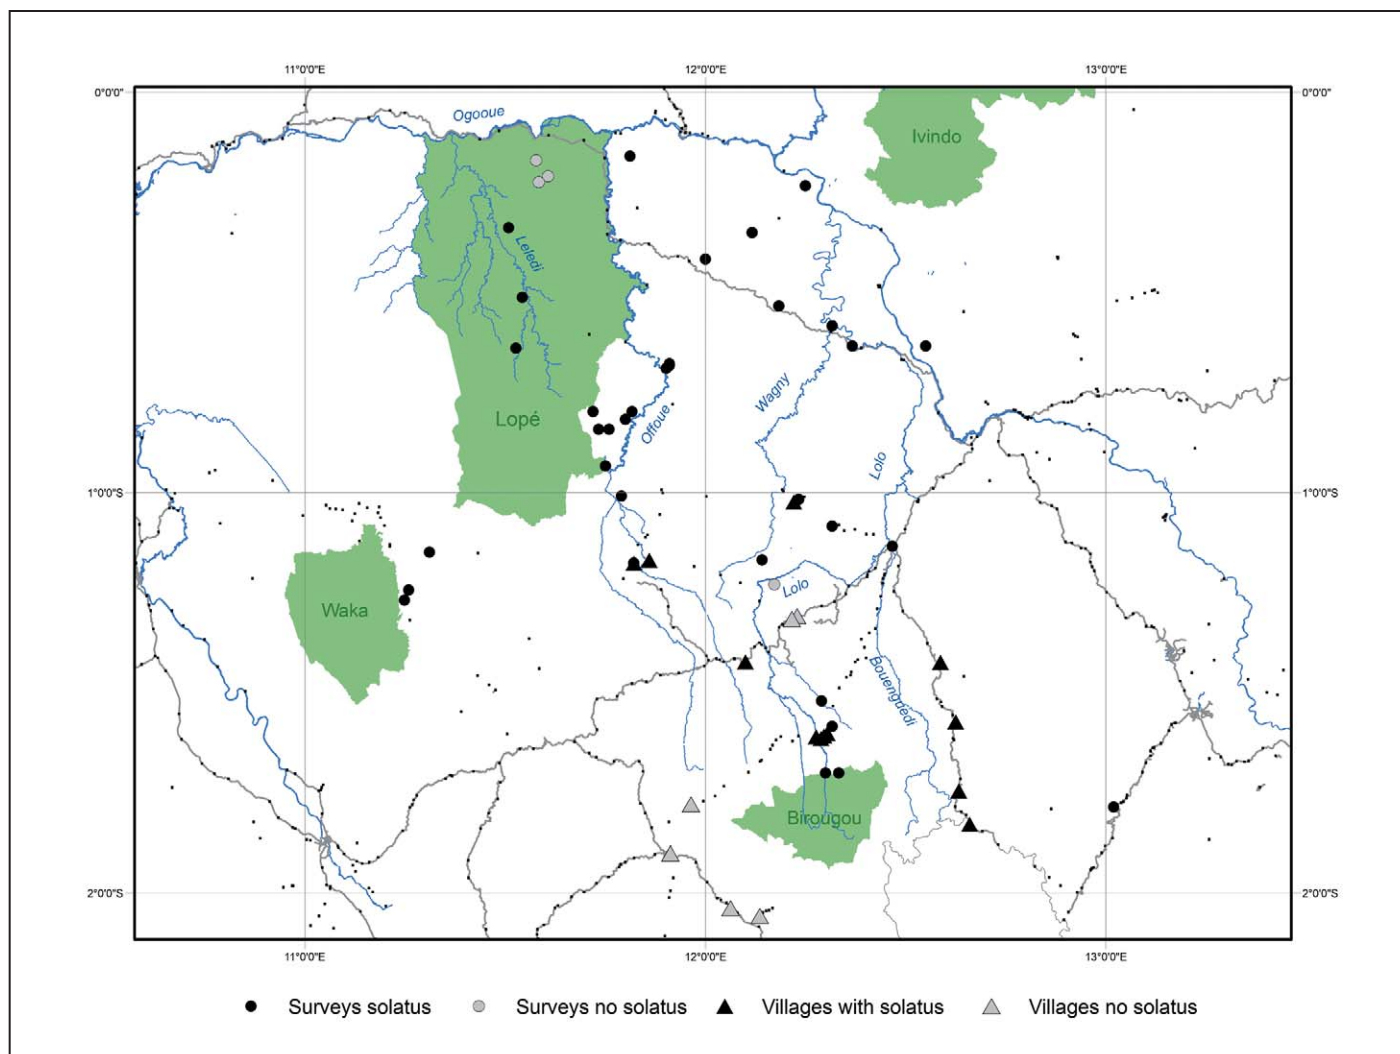 11°0'0"E 12°0'0"E 13°0'0"E
0°0'0" 0°0'0"
Ogooue
Ivindo
Leledi
Wagny
Lopé
Offoue
Lolo
1°0'0"S 1°0'0"S
Lolo
Waka
Bouenguedi
Birougou
2°0'0"S 2°0'0"S
11°0'0"E 12°0'0"E 13°0'0"E
Surveys solatus Surveys no solatus Villages with solatus Villages no solatus